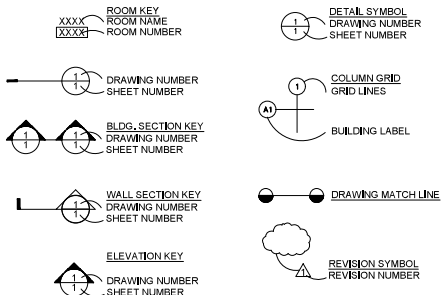 ROOM KEY
XXXX ROOM NAME
XXXX ROOM NUMBER
1 DRAWING NUMBER
1 SHEET NUMBER
BLDG. SECTION KEY
1 1 DRAWING NUMBER
1 1 SHEET NUMBER
WALL SECTION KEY
1 DRAWING NUMBER
1 SHEET NUMBER
ELEVATION KEY
1 DRAWING NUMBER
1 SHEET NUMBER
DETAIL SYMBOL
1 DRAWING NUMBER
1 SHEET NUMBER
1 COLUMN GRID
GRID LINES
A1
BUILDING LABEL
DRAWING MATCH LINE
REVISION SYMBOL
1 REVISION NUMBER